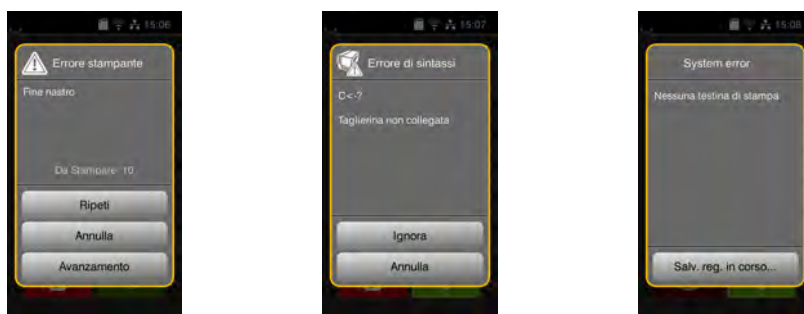 15:06
Errore stampante
Fine nastro
Da Stampare: 10
Ripeti
Annulla
Avanzamento
15:07
Errore di sintassi
C<-?
Taglierina non collegata
Ignora
Annulla
15:08
System error
Nessuna testina di stampa
Salv. reg. in corso...